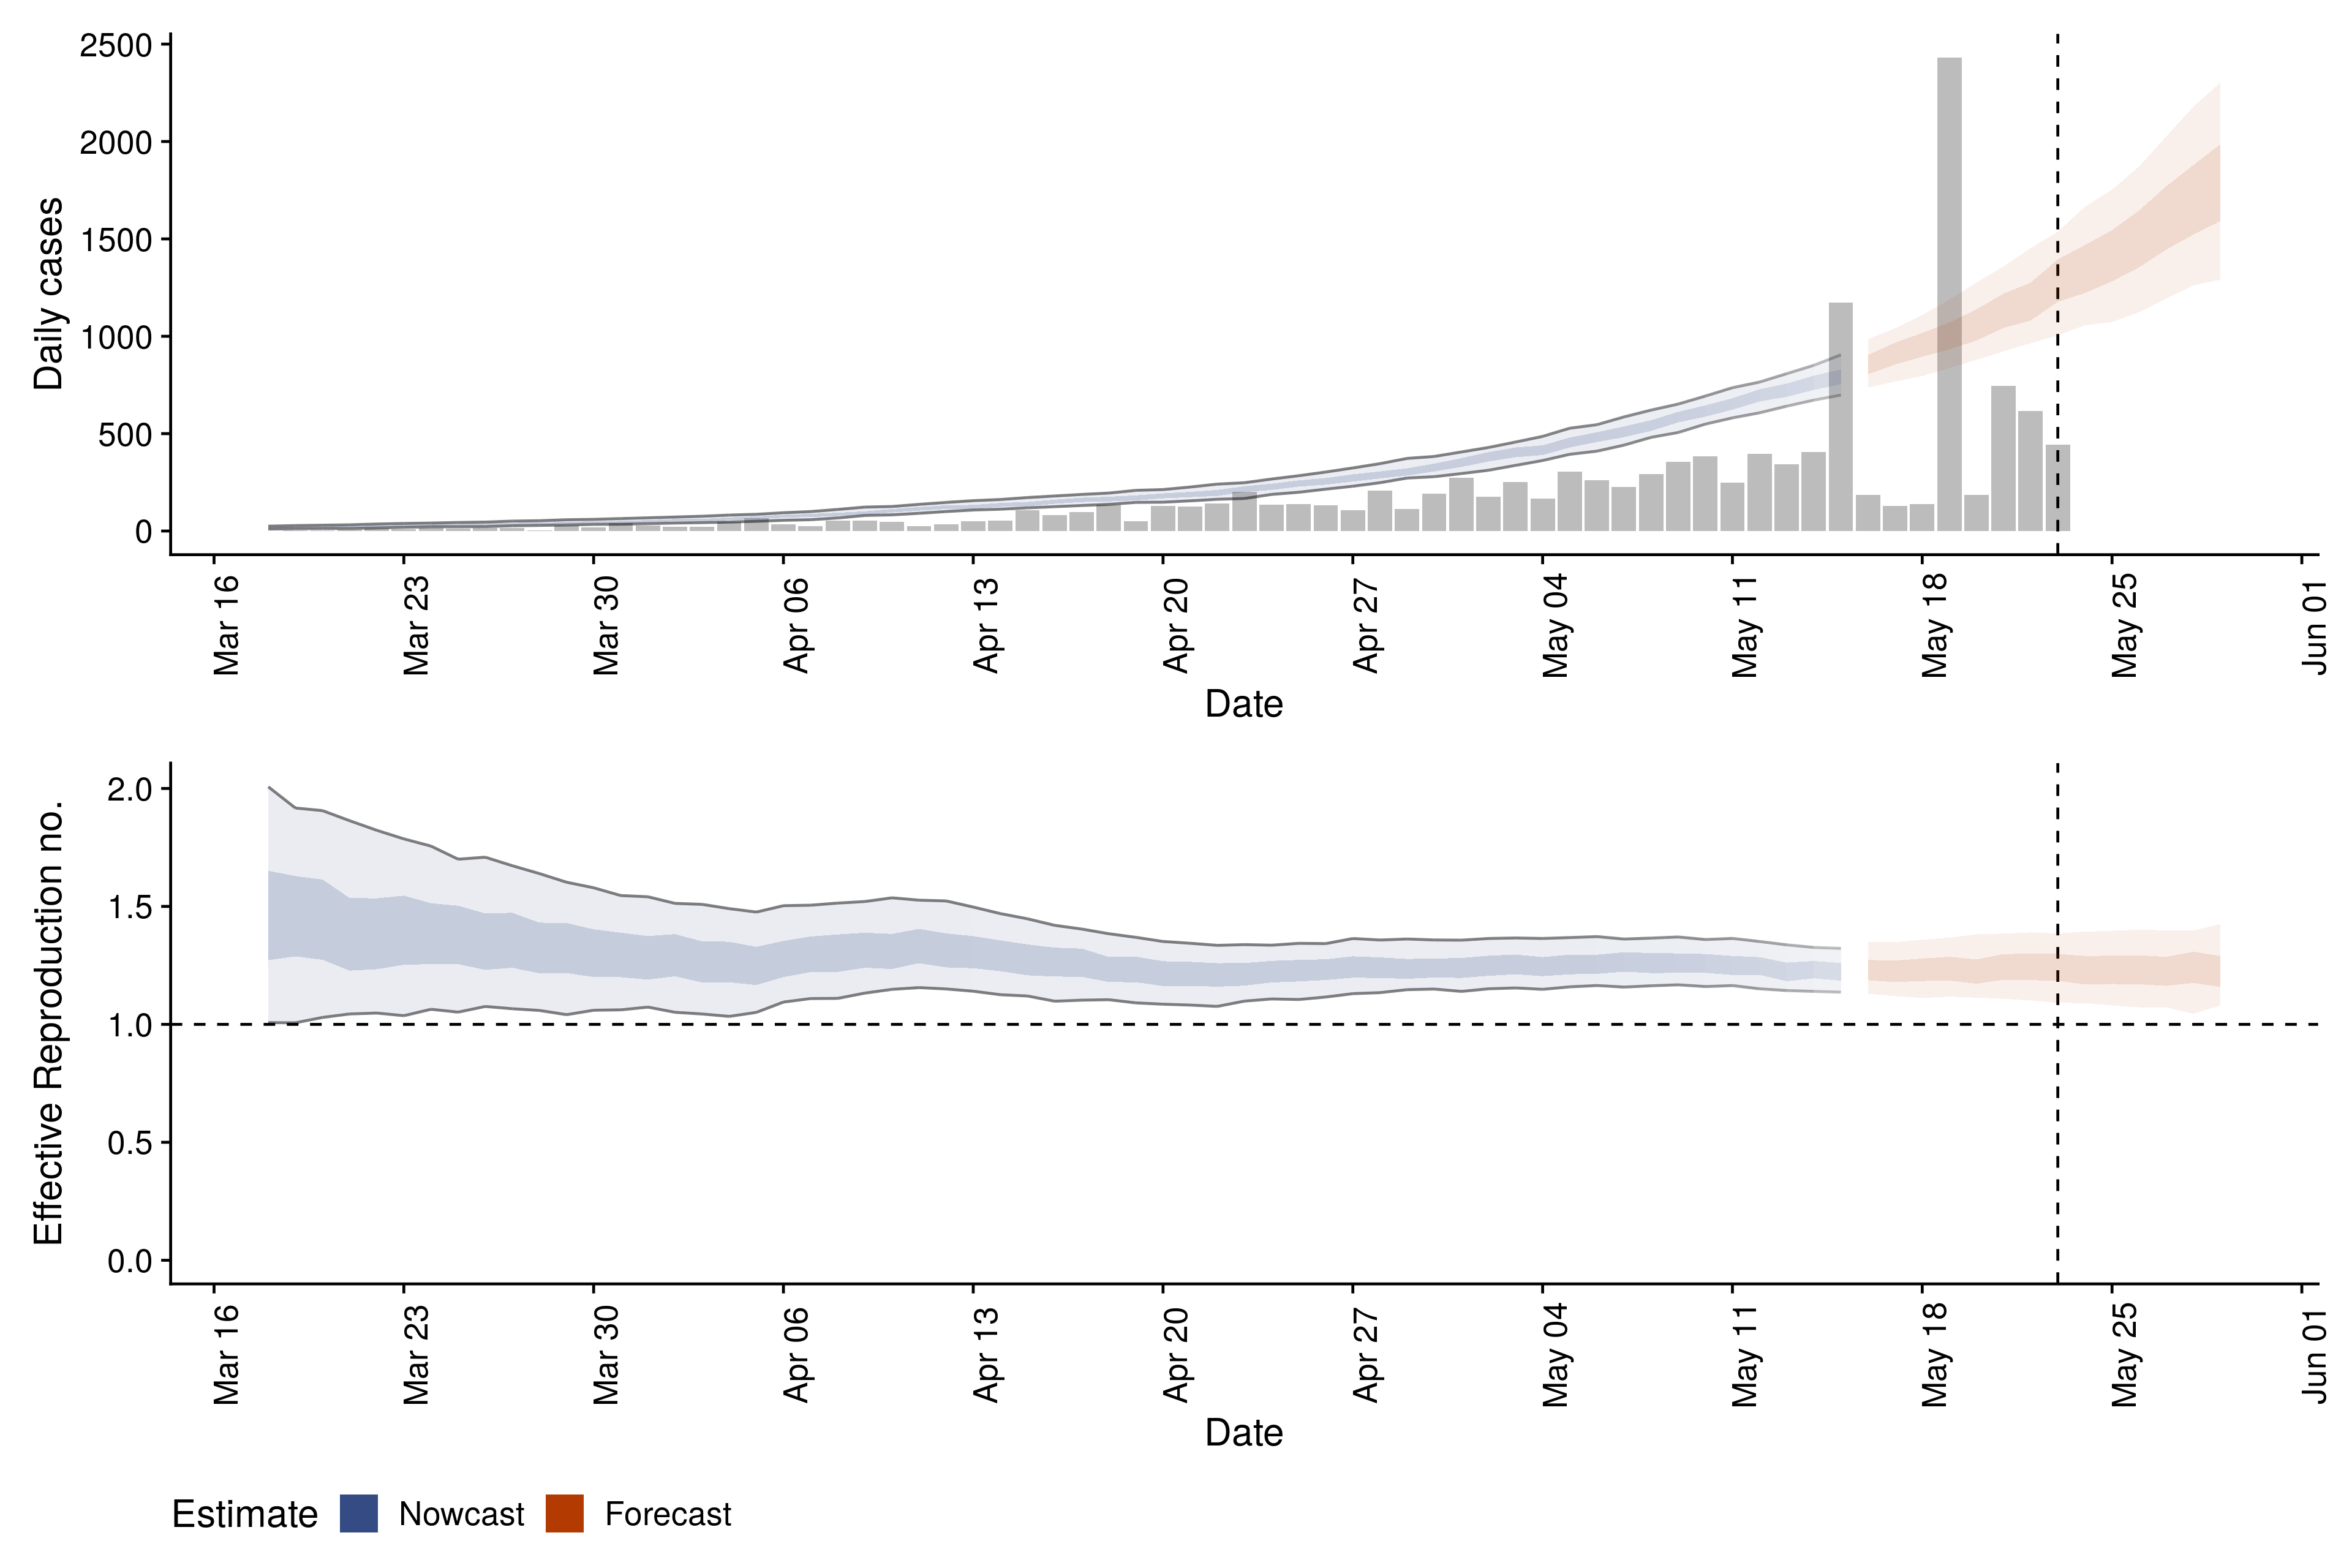 2500
2000
1500
1000
500
0
Daily cases
Mar 16 Mar 23 Mar 30 Apr 06 Apr 13 Apr 20 Apr 27 May 04 May 11 May 18 May 25 Jun 01
Date
2.0
1.5
1.0
0.5
0.0
Effective Reproduction no.
Mar 16 Mar 23 Mar 30 Apr 06 Apr 13 Apr 20 Apr 27 May 04 May 11 May 18 May 25 Jun 01
Date
Estimate Nowcast Forecast